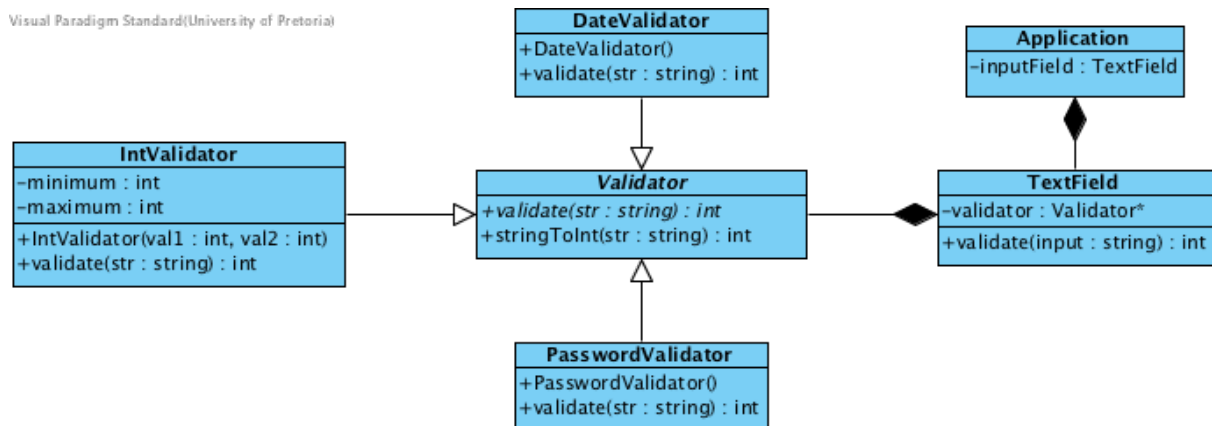 Visual Paradigm Standard(University of Pretoria)
DateValidator
+DateValidator()
+validate(str : string) : int
Application
-inputField : TextField
IntValidator
-minimum : int
-maximum : int
+IntValidator(val1 : int, val2 : int)
+validate(str : string) : int
Validator
+validate(str : string) : int
+stringToInt(str : string) : int
TextField
-validator : Validator*
+validate(input : string) : int
PasswordValidator
+PasswordValidator()
+validate(str : string) : int